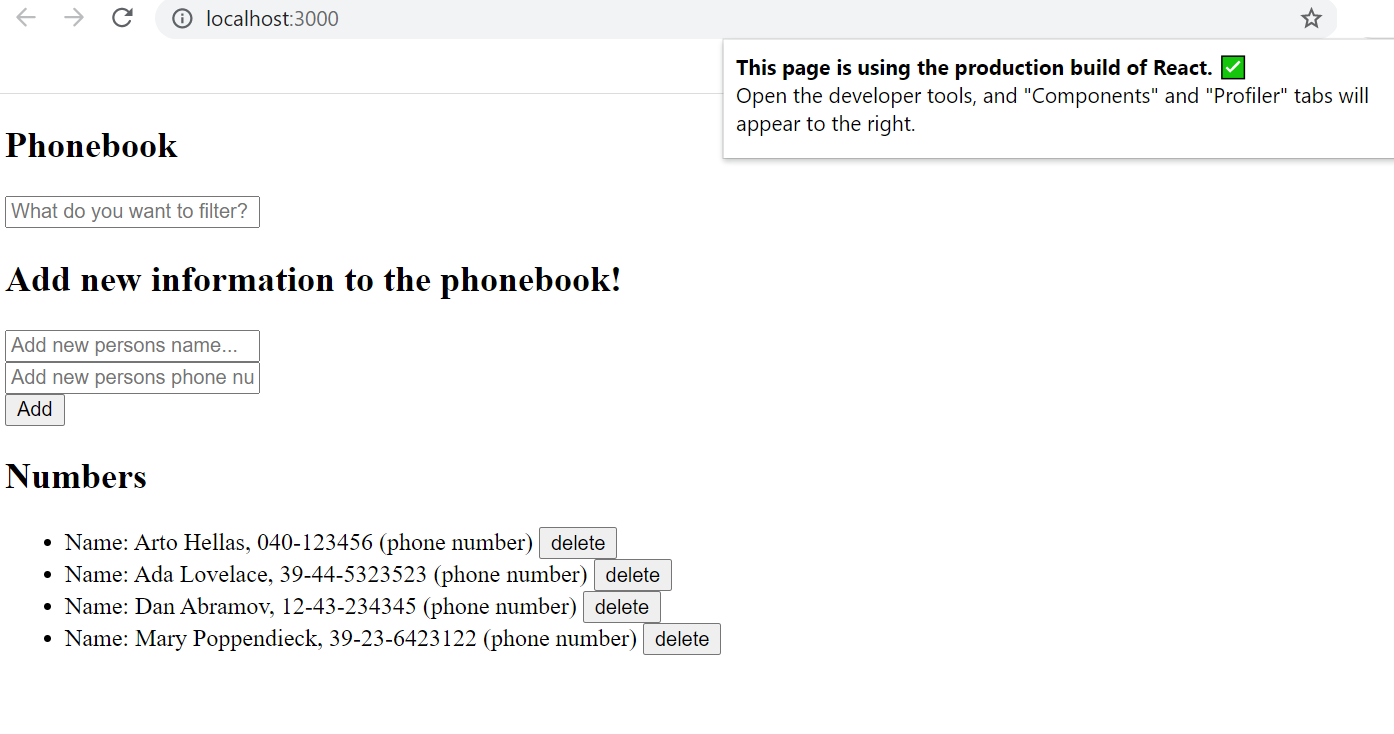 localhost:3000
This page is using the production build of React. ✅
Open the developer tools, and "Components" and "Profiler" tabs will
appear to the right.
Phonebook
What do you want to filter?
Add new information to the phonebook!
Add new persons name...
Add new persons phone nu
Add
Numbers
• Name: Arto Hellas, 040-123456 (phone number) delete
• Name: Ada Lovelace, 39-44-5323523 (phone number) delete
• Name: Dan Abramov, 12-43-234345 (phone number) delete
• Name: Mary Poppendieck, 39-23-6423122 (phone number) delete